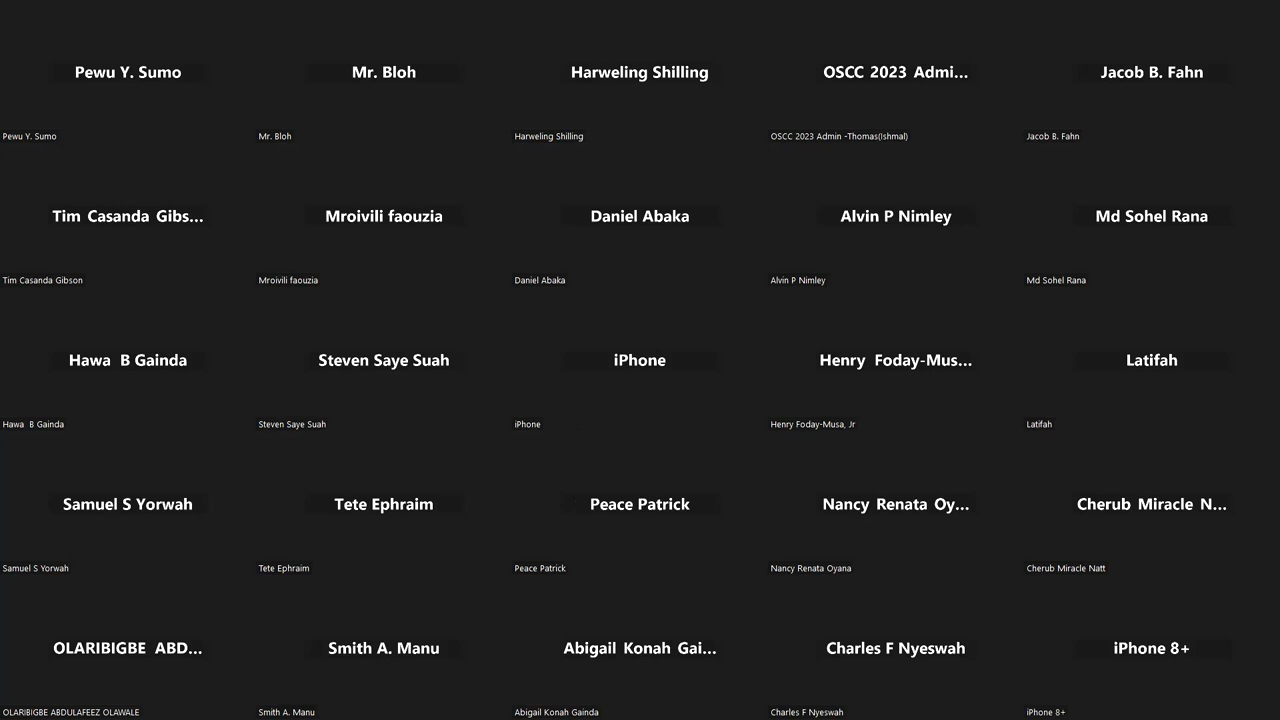 Pewu Y. Sumo
Mr. Bloh
Harweling Shilling
OSCC 2023 Admi...
Jacob B. Fahn
Pewu Y. Sumo
Mr. Bloh
Harweling Shilling
OSCC 2023 Admin -Thomas(Ishmal)
Jacob B. Fahn
Tim Casanda Gibs...
Mroivili faouzia
Daniel Abaka
Alvin P Nimley
Md Sohel Rana
Tim Casanda Gibson
Mroivili faouzia
Daniel Abaka
Alvin P Nimley
Md Sohel Rana
Hawa B Gainda
Steven Saye Suah
iPhone
Henry Foday-Mus...
Latifah
Hawa B Gainda
Steven Saye Suah
iPhone
Henry Foday-Musa, Jr
Latifah
Samuel S Yorwah
Tete Ephraim
Peace Patrick
Nancy Renata Oy...
Cherub Miracle N...
Samuel S Yorwah
Tete Ephraim
Peace Patrick
Nancy Renata Oyana
Cherub Miracle Natt
OLARIBIGBE ABD...
Smith A. Manu
Abigail Konah Gai...
Charles F Nyeswah
iPhone 8+
OLARIBIGBE ABDULAFEEZ OLAWALE
Smith A. Manu
Abigail Konah Gainda
Charles F Nyeswah
iPhone 8+